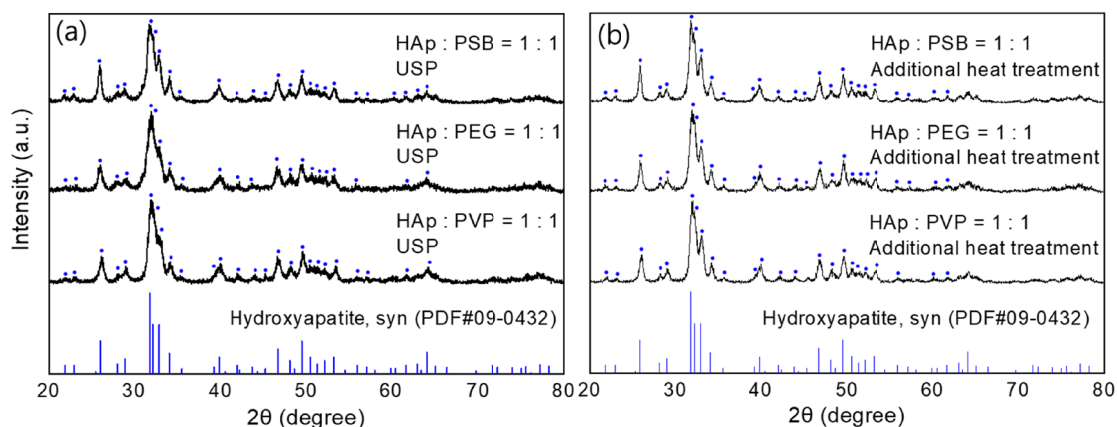 (a)
HAp : PSB = 1 : 1
USP
HAp : PEG = 1 : 1
USP
HAp : PVP = 1 : 1
USP
Hydroxyapatite, syn (PDF#09-0432)
Intensity (a.u.)
20 30 40 50 60 70 80
2θ (degree)
(b)
HAp : PSB = 1 : 1
Additional heat treatment
HAp : PEG = 1 : 1
Additional heat treatment
HAp : PVP = 1 : 1
Additional heat treatment
Hydroxyapatite, syn (PDF#09-0432)
20 30 40 50 60 70 80
2θ (degree)